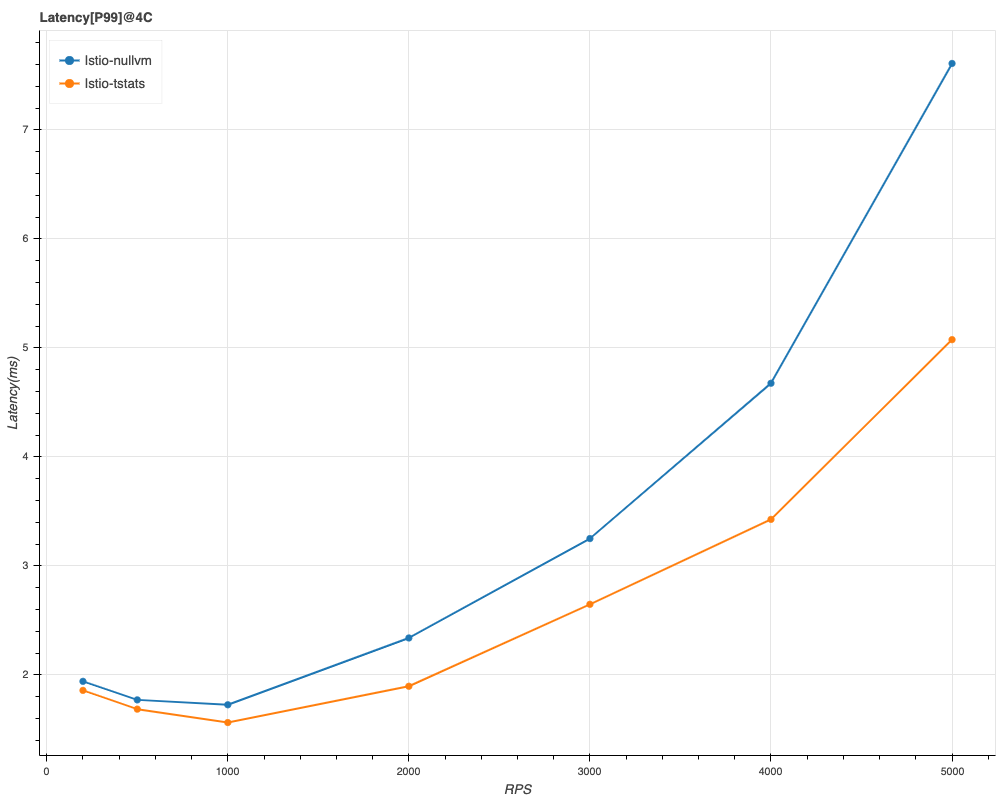 Latency[P99]@4C
Istio-nullvm
Istio-tstats
7
6
5
4
3
2
Latency(ms)
0 1000 2000 3000 4000 5000
RPS